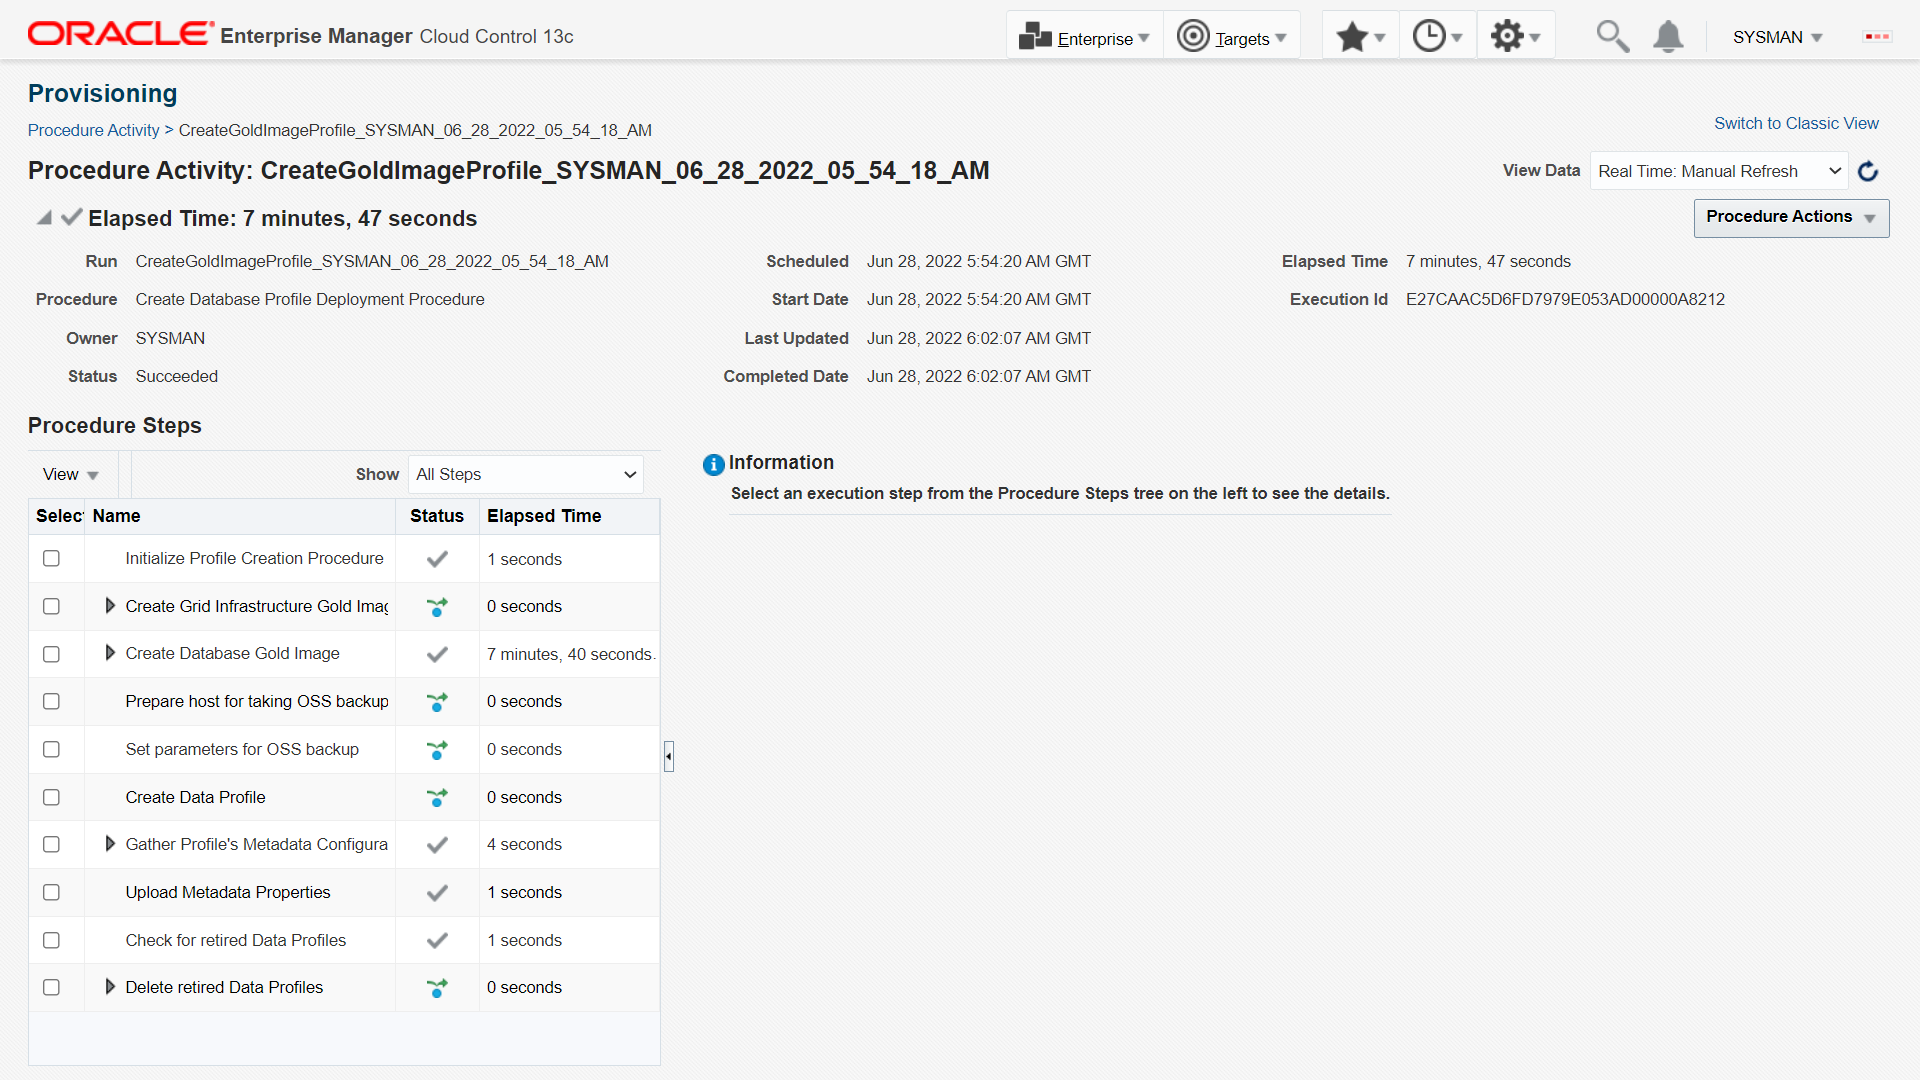 ORACLE Enterprise Manager Cloud Control 13c
Enterprise
Targets
SYSMAN
Provisioning
Procedure Activity > CreateGoldImageProfile_SYSMAN_06_28_2022_05_54_18_AM
Switch to Classic View
Procedure Activity: CreateGoldImageProfile_SYSMAN_06_28_2022_05_54_18_AM
View Data Real Time: Manual Refresh
Elapsed Time: 7 minutes, 47 seconds
Procedure Actions
Run CreateGoldImageProfile_SYSMAN_06_28_2022_05_54_18_AM
Procedure Create Database Profile Deployment Procedure
Owner SYSMAN
Status Succeeded
Scheduled Jun 28, 2022 5:54:20 AM GMT
Start Date Jun 28, 2022 5:54:20 AM GMT
Last Updated Jun 28, 2022 6:02:07 AM GMT
Completed Date Jun 28, 2022 6:02:07 AM GMT
Elapsed Time 7 minutes, 47 seconds
Execution Id E27CAAC5D6FD7979E053AD00000A8212
Procedure Steps
View
Show All Steps
Selec Name Status Elapsed Time
Initialize Profile Creation Procedure 1 seconds
Create Grid Infrastructure Gold Imag 0 seconds
Create Database Gold Image 7 minutes, 40 seconds.
Prepare host for taking OSS backup 0 seconds
Set parameters for OSS backup 0 seconds
Create Data Profile 0 seconds
Gather Profile's Metadata Configura 4 seconds
Upload Metadata Properties 1 seconds
Check for retired Data Profiles 1 seconds
Delete retired Data Profiles 0 seconds
Information
Select an execution step from the Procedure Steps tree on the left to see the details.